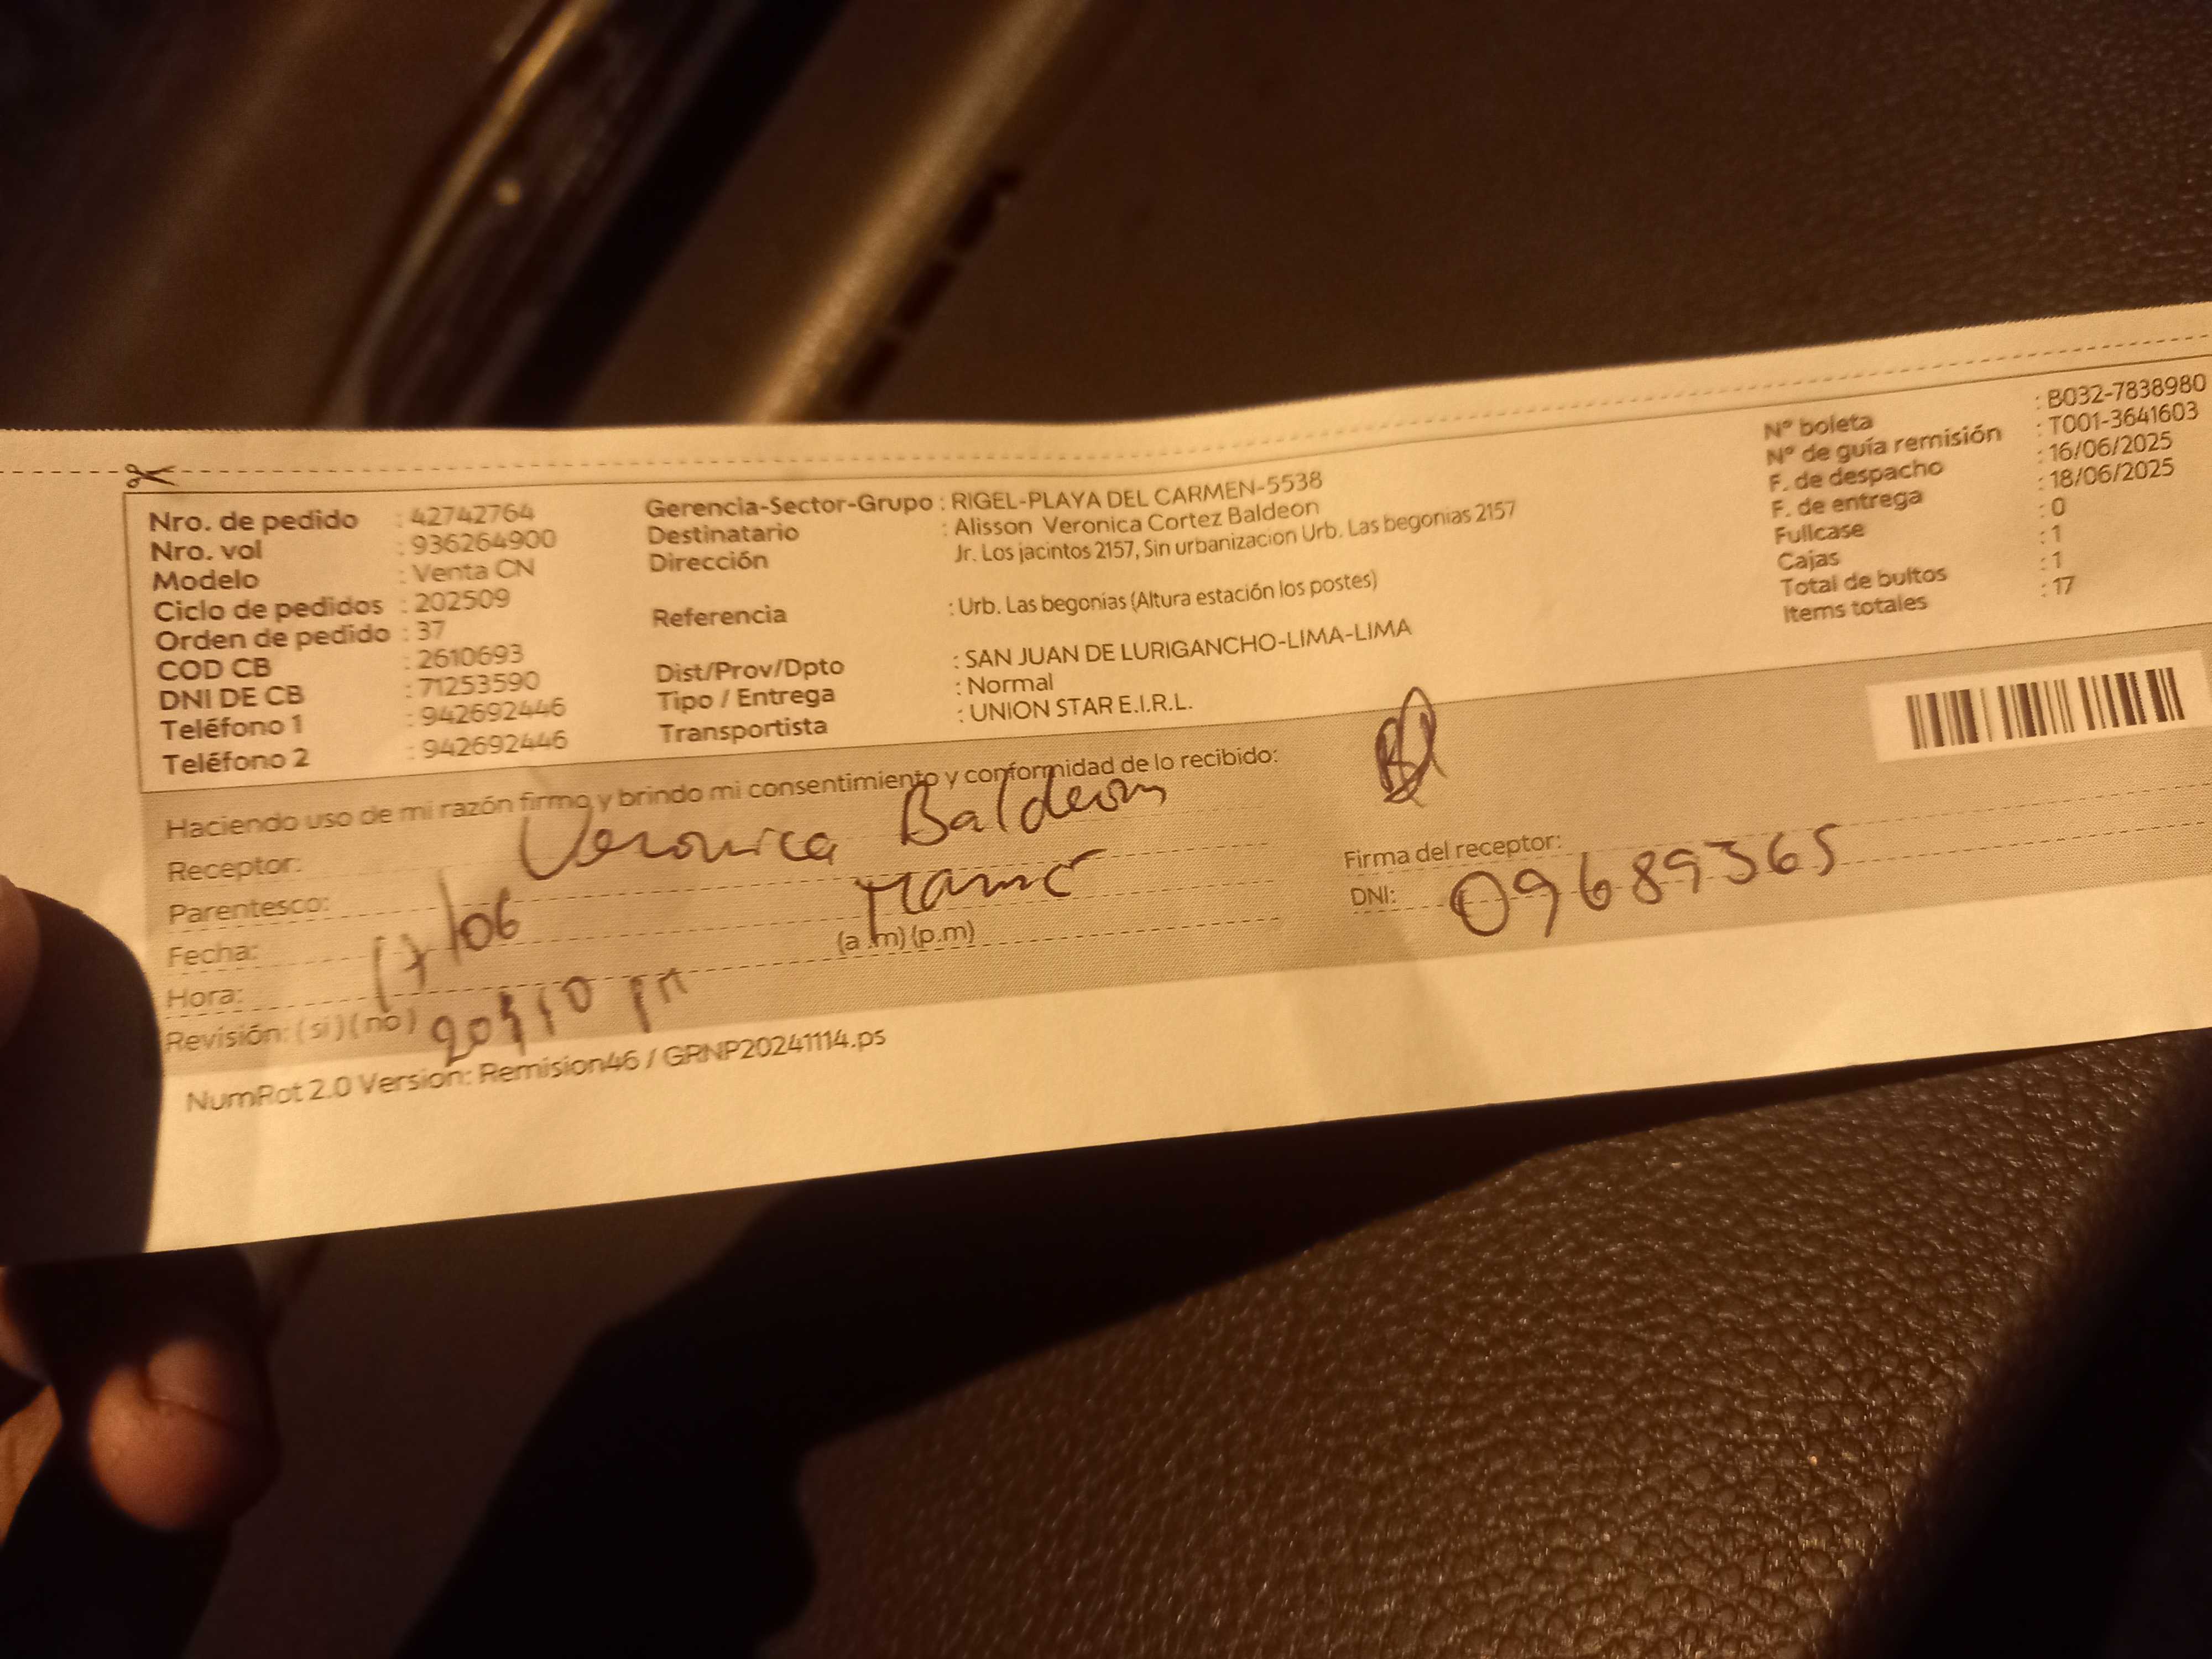 Nro. de pedido : 42742764
Nro. vol : 936264900
Modelo : Venta CN
Ciclo de pedidos : 202509
Orden de pedido : 37
COD CB : 2610693
DNI DE CB : 71253590
Teléfono 1 : 942692446
Teléfono 2 : 942692446
Gerencia-Sector-Grupo : RIGEL-PLAYA DEL CARMEN-5538
Destinatario : Alisson Veronica Cortez Baldeon
Dirección Jr. Los jacintos 2157, Sin urbanizacion Urb. Las begonias 2157
Referencia : Urb. Las begonias (Altura estación los postes)
Dist/Prov/Dpto : SAN JUAN DE LURIGANCHO-LIMA-LIMA
Tipo / Entrega : Normal
Transportista : UNION STAR E.I.R.L.
Nº boleta : B032-7838980
Nº de guía remisión : T001-3641603
F. de despacho : 16/06/2025
F. de entrega : 18/06/2025
Fullcase : 0
Cajas : 1
Total de bultos : 1
Items totales : 17
Haciendo uso de mi razón firmo y brindo mi consentimiento y conformidad de lo recibido:
Receptor: Veronica Baldeon
Parentesco: Mamá
Fecha: 17/06
Hora: (a.m) (p.m)
Revisión: (si) (no) pm
Firma del receptor:
DNI: 09689365
NumRot 2.0 Version: Remision46 / GRNP20241114.ps